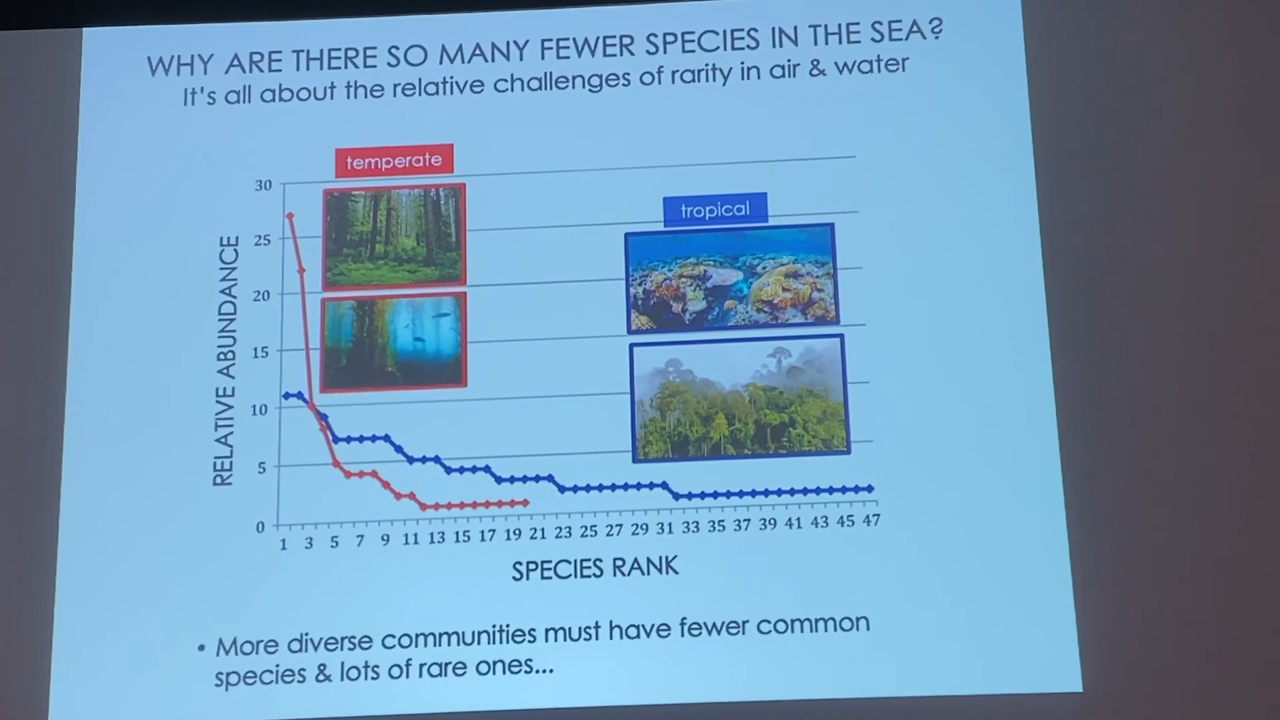 WHY ARE THERE SO MANY FEWER SPECIES IN THE SEA?
It's all about the relative challenges of rarity in air & water
temperate
tropical
RELATIVE ABUNDANCE
30
25
20
15
10
5
0
1 3 5 7 9 11 13 15 17 19 21 23 25 27 29 31 33 35 37 39 41 43 45 47
SPECIES RANK
• More diverse communities must have fewer common
species & lots of rare ones...